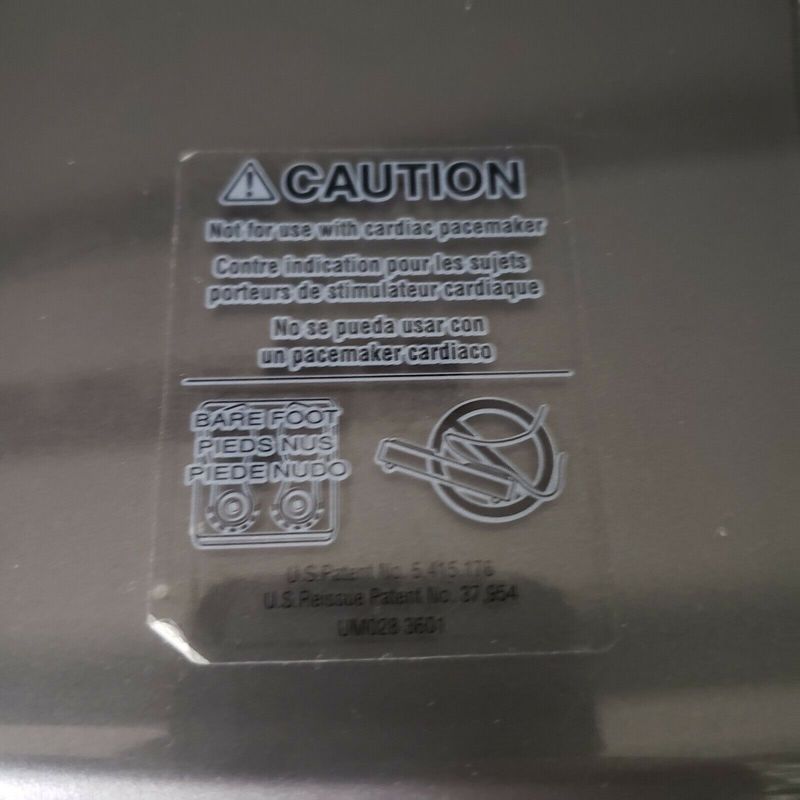 CAUTION
Not for use with cardiac pacemaker
Contre indication pour les sujets
porteurs de stimulateur cardiaque
No se pueda usar con
un pacemaker cardiaco
BARE FOOT
PIEDS NUS
PIEDE NUDO
U.S. Patent No. 5,415,176
U.S. Reissue Patent No. 37,954
UM028 3601